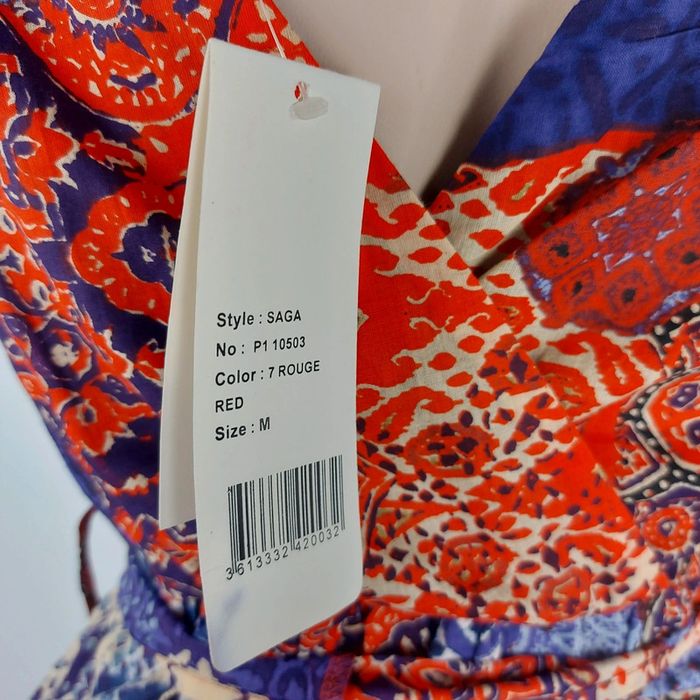 Style : SAGA
No : P1 10503
Color : 7 ROUGE
RED
Size : M
3 613332 420032